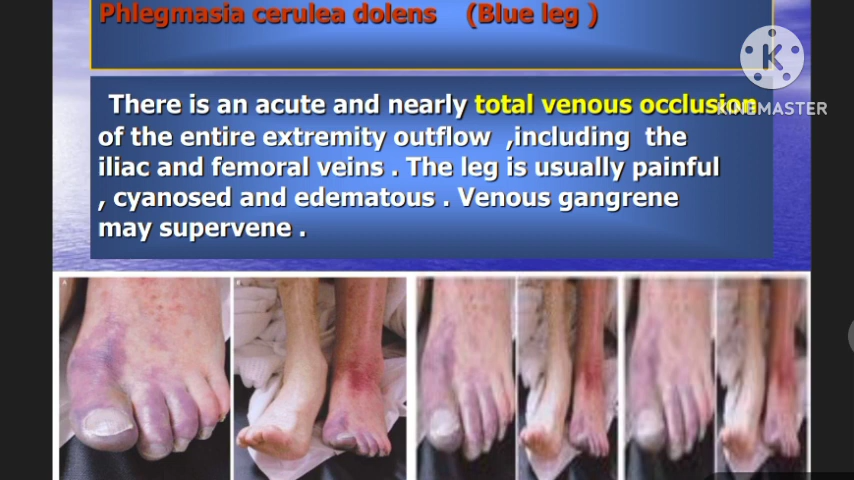 Phlegmasia cerulea dolens (Blue leg )
There is an acute and nearly total venous occlusion
of the entire extremity outflow ,including the
iliac and femoral veins . The leg is usually painful
, cyanosed and edematous . Venous gangrene
may supervene .
K
KINEMASTER